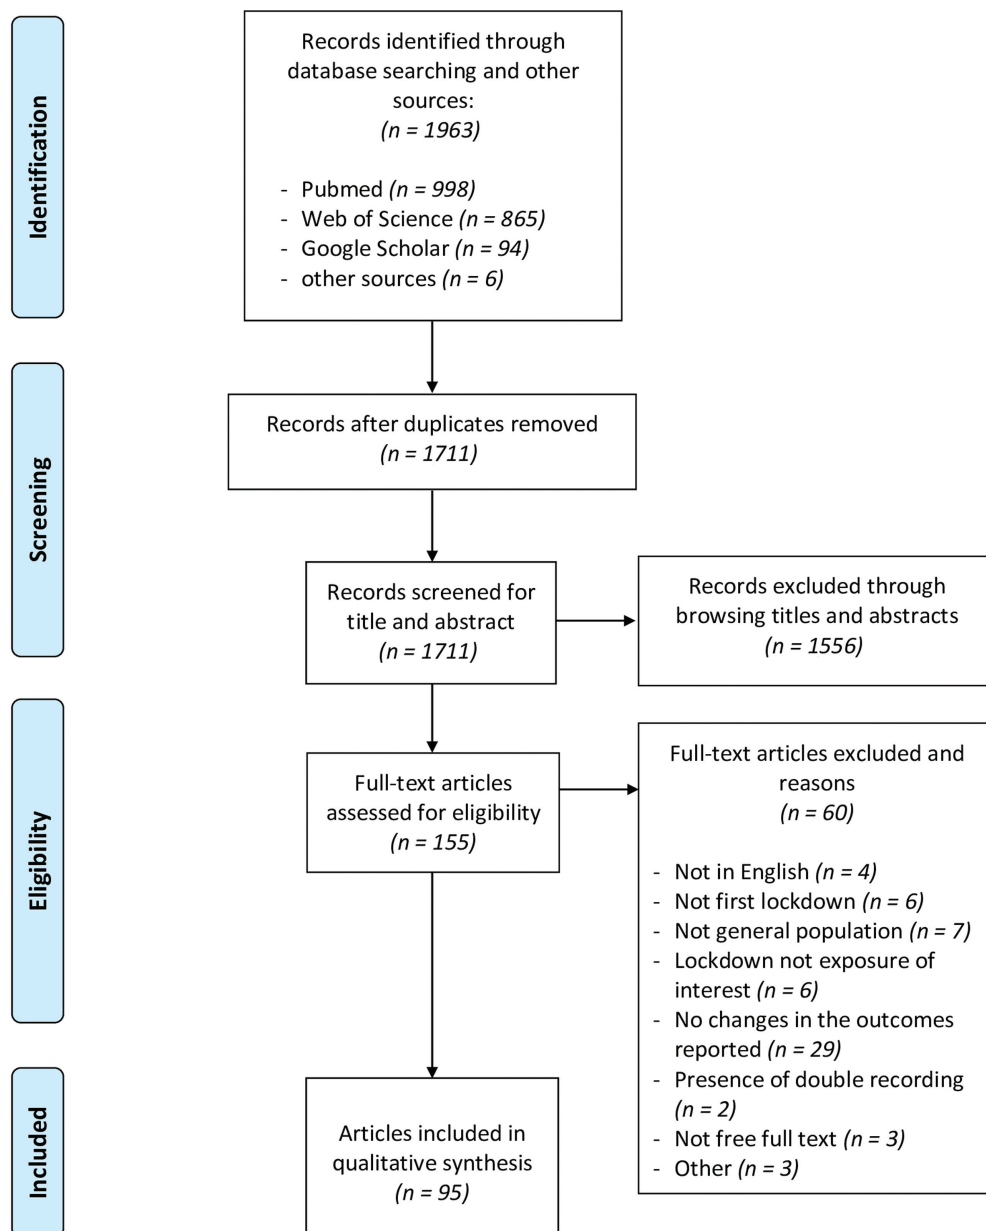 Identification
Records identified through
database searching and other
sources:
(n = 1963)
- Pubmed (n = 998)
- Web of Science (n = 865)
- Google Scholar (n = 94)
- other sources (n = 6)
Screening
Records after duplicates removed
(n = 1711)
Records screened for
title and abstract
(n = 1711)
Records excluded through
browsing titles and abstracts
(n = 1556)
Eligibility
Full-text articles
assessed for eligibility
(n = 155)
Full-text articles excluded and
reasons
(n = 60)
- Not in English (n = 4)
- Not first lockdown (n = 6)
- Not general population (n = 7)
- Lockdown not exposure of
interest (n = 6)
- No changes in the outcomes
reported (n = 29)
- Presence of double recording
(n = 2)
- Not free full text (n = 3)
- Other (n = 3)
Included
Articles included in
qualitative synthesis
(n = 95)